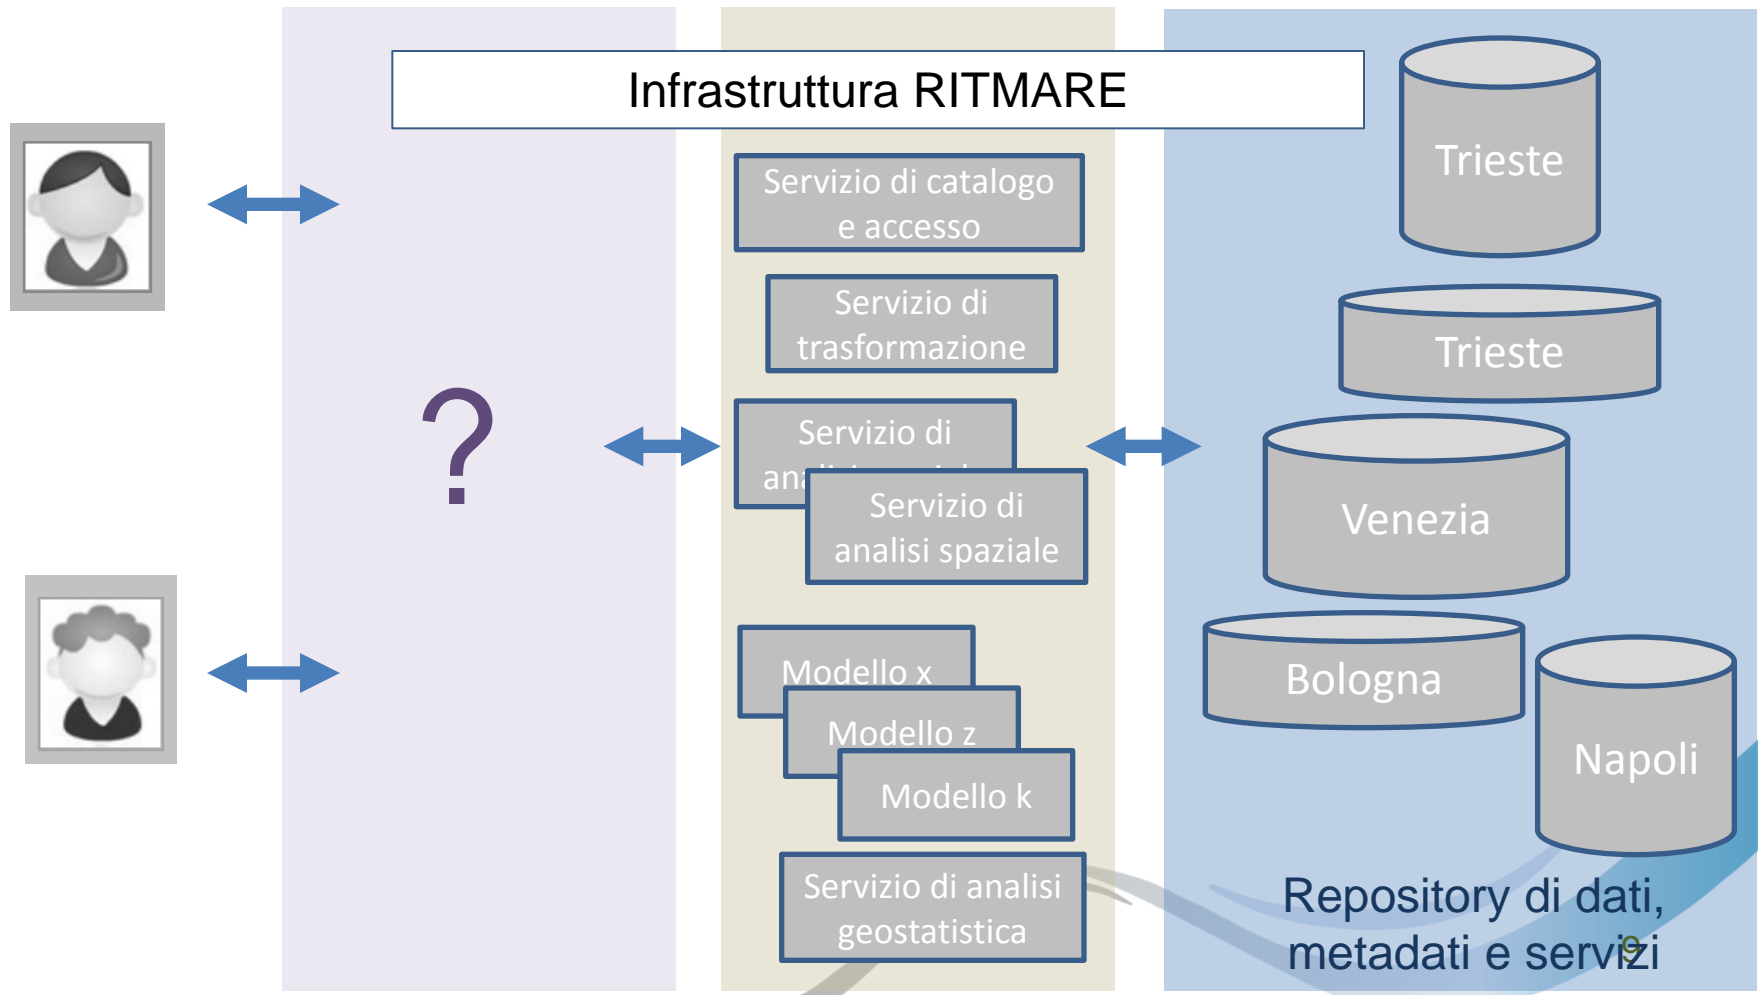 Infrastruttura RITMARE
Servizio di catalogo
e accesso
Servizio di
trasformazione
Servizio di
Servizio di
analisi spaziale
Modello x
Modello z
Modello k
Servizio di analisi
geostatistica
?
Trieste
Trieste
Venezia
Bologna
Napoli
Repository di dati,
metadati e servizi
9